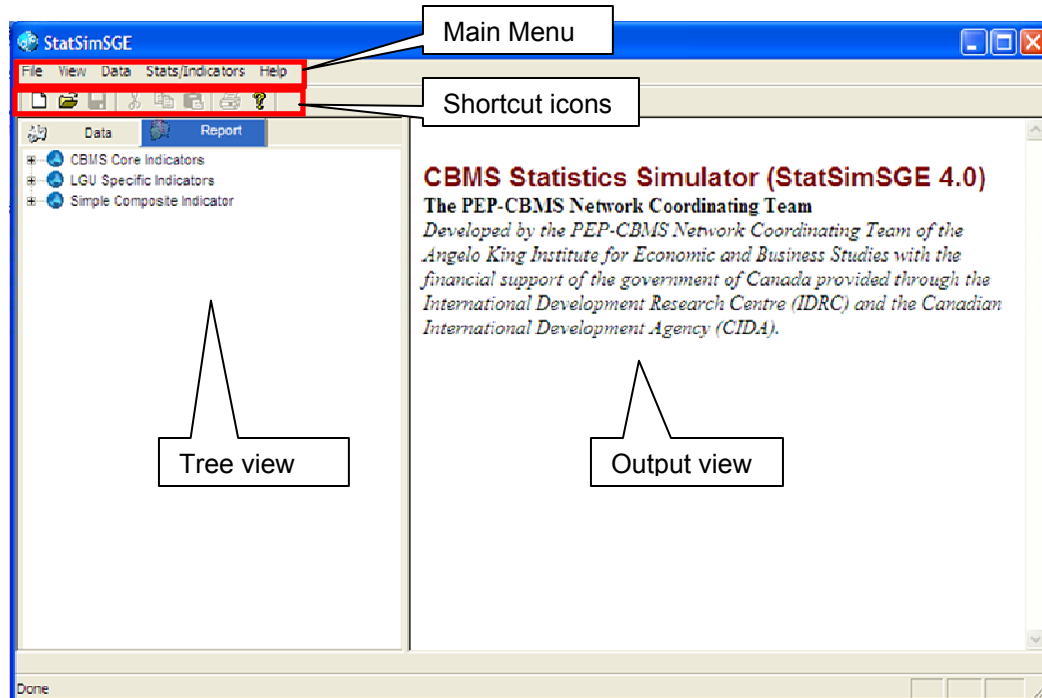 StatSimSGE
Main Menu
File View Data Stats/Indicators Help
Shortcut icons
Data Report
CBMS Core Indicators
LGU Specific Indicators
Simple Composite Indicator
CBMS Statistics Simulator (StatSimSGE 4.0)
The PEP-CBMS Network Coordinating Team
Developed by the PEP-CBMS Network Coordinating Team of the
Angelo King Institute for Economic and Business Studies with the
financial support of the government of Canada provided through the
International Development Research Centre (IDRC) and the Canadian
International Development Agency (CIDA).
Tree view
Output view
Done